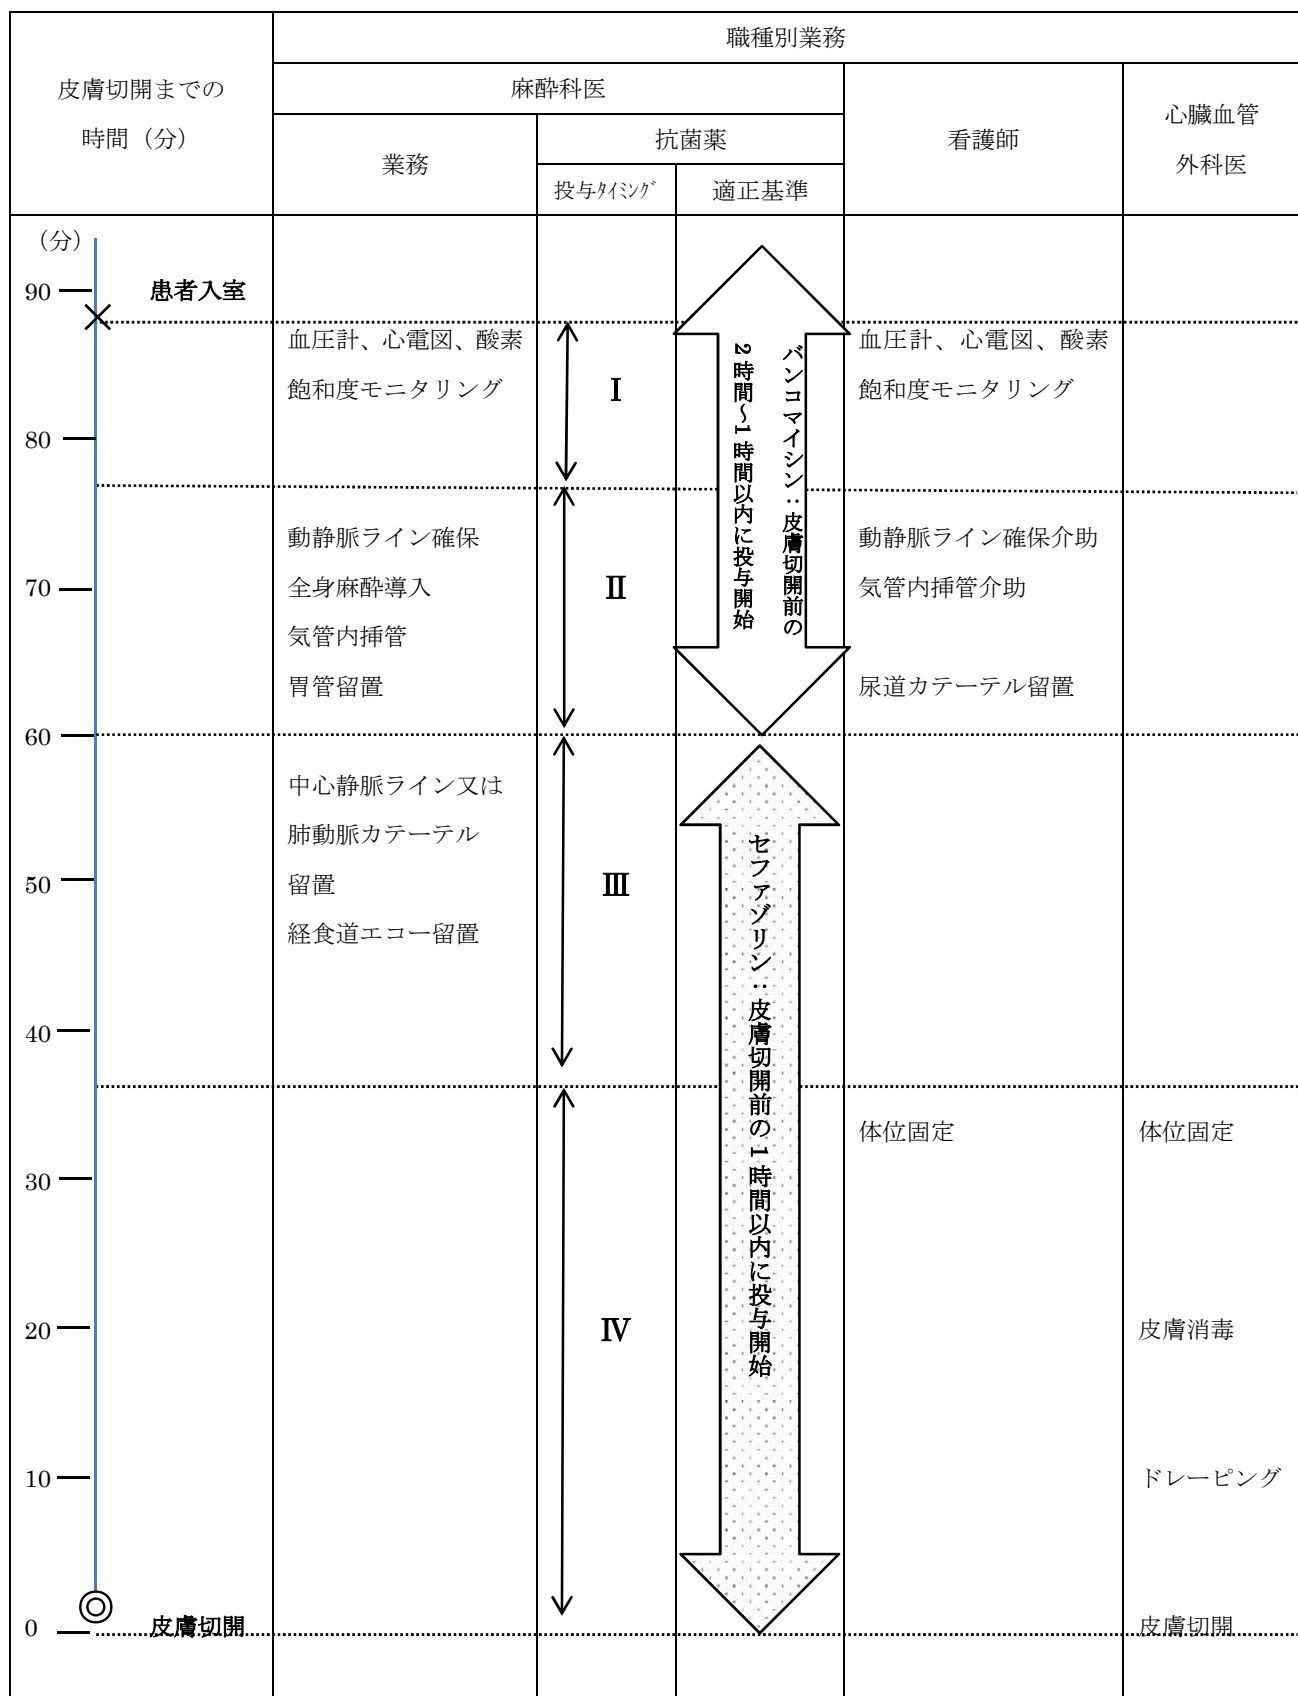 職種別業務
皮膚切開までの
時間（分）
麻酔科医
看護師
心臓血管
外科医
業務
抗菌薬
投与ﾀｲﾐﾝｸﾞ
適正基準
（分）
90
患者入室
血圧計、心電図、酸素
飽和度モニタリング
Ⅰ
バンコマイシン：皮膚切開前の
2時間～1時間以内に投与開始
血圧計、心電図、酸素
飽和度モニタリング
80
動静脈ライン確保
全身麻酔導入
気管内挿管
胃管留置
Ⅱ
動静脈ライン確保介助
気管内挿管介助
尿道カテーテル留置
70
60
中心静脈ライン又は
肺動脈カテーテル
留置
経食道エコー留置
Ⅲ
セファゾリン：皮膚切開前の1時間以内に投与開始
50
40
体位固定
体位固定
30
Ⅳ
20
皮膚消毒
10
ドレーピング
0
皮膚切開
皮膚切開